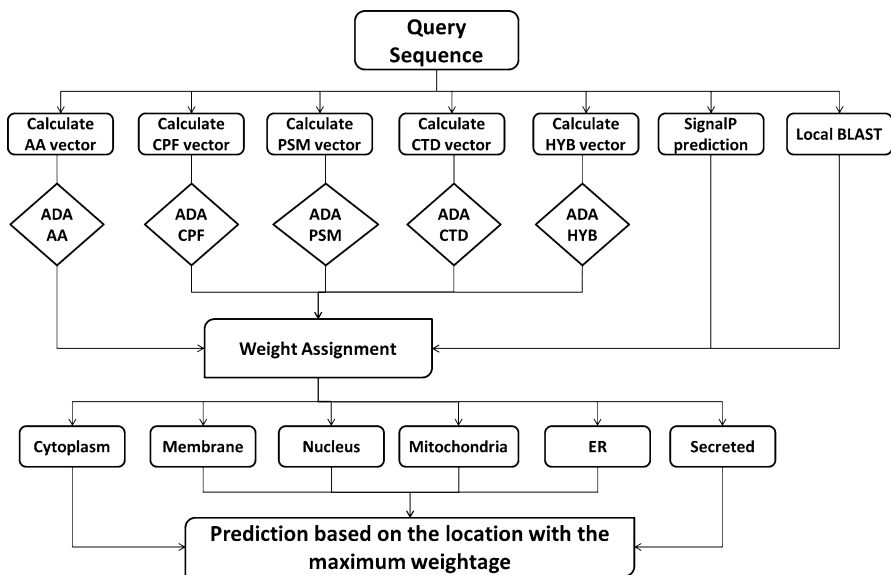 Query
Sequence
Calculate
AA vector
Calculate
CPF vector
Calculate
PSM vector
Calculate
CTD vector
Calculate
HYB vector
SignalP
prediction
Local BLAST
ADA
AA
ADA
CPF
ADA
PSM
ADA
CTD
ADA
HYB
Weight Assignment
Cytoplasm
Membrane
Nucleus
Mitochondria
ER
Secreted
Prediction based on the location with the
maximum weightage